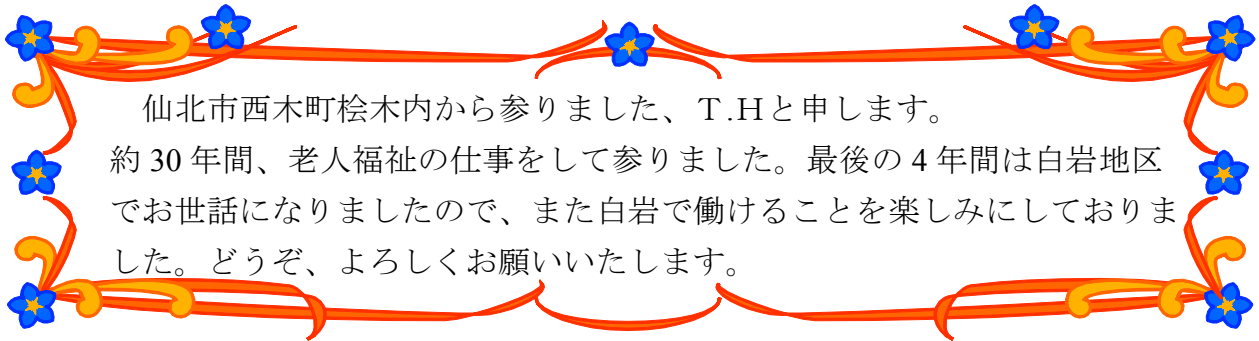 仙北市西木町桧木内から参りました、Ｔ.Ｈと申します。
約 30 年間、老人福祉の仕事をして参りました。最後の 4 年間は白岩地区
でお世話になりましたので、また白岩で働けることを楽しみにしておりま
した。どうぞ、よろしくお願いいたします。